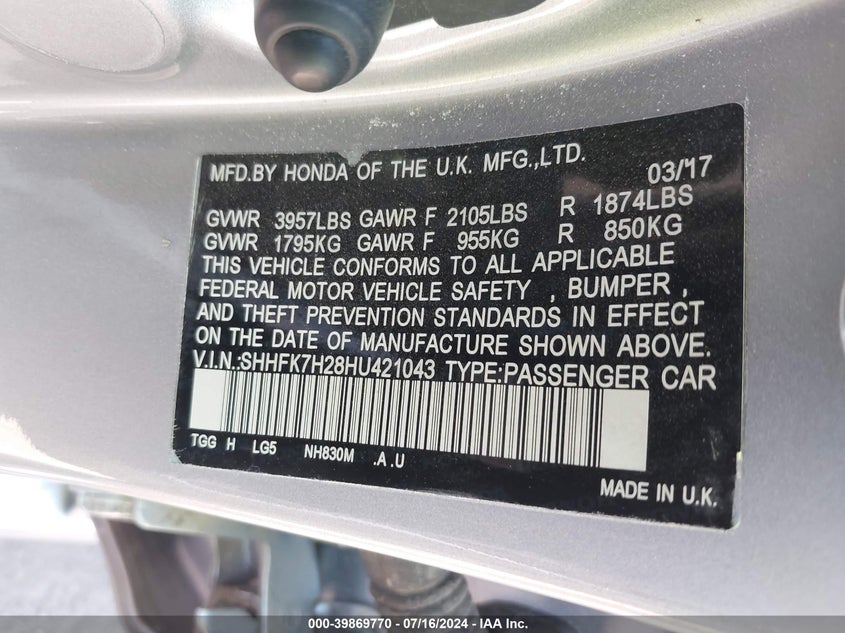 MFD.BY HONDA OF THE U.K. MFG.,LTD. 03/17
GVWR 3957LBS GAWR F 2105LBS R 1874LBS
GVWR 1795KG GAWR F 955KG R 850KG
THIS VEHICLE CONFORMS TO ALL APPLICABLE
FEDERAL MOTOR VEHICLE SAFETY , BUMPER ,
AND THEFT PREVENTION STANDARDS IN EFFECT
ON THE DATE OF MANUFACTURE SHOWN ABOVE.
V.I.N.:SHHFK7H28HU421043 TYPE:PASSENGER CAR
TGG H LG5 NH830M .A .U
MADE IN U.K.
000-39869770 - 07/16/2024 - IAA Inc.